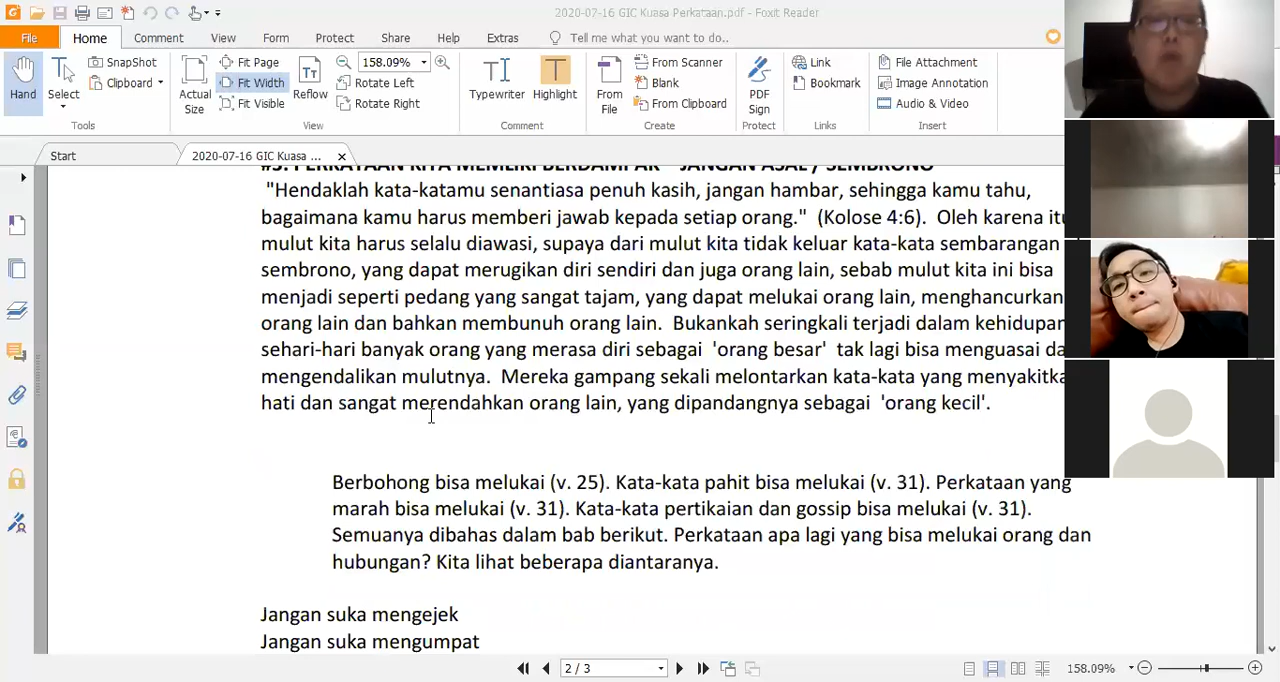 2020-07-16 GIC Kuasa Perkataan.pdf - Foxit Reader
File Home Comment View Form Protect Share Help Extras Tell me what you want to do..
Hand
Select
SnapShot
Clipboard
Tools
Actual Size
Fit Page
Fit Width
Fit Visible
Reflow
158.09%
Rotate Left
Rotate Right
View
Typewriter
Highlight
Comment
From File
From Scanner
Blank
From Clipboard
Create
PDF Sign
Protect
Link
Bookmark
Links
File Attachment
Image Annotation
Audio & Video
Insert
Start
2020-07-16 GIC Kuasa ...
"Hendaklah kata-katamu senantiasa penuh kasih, jangan hambar, sehingga kamu tahu,
bagaimana kamu harus memberi jawab kepada setiap orang." (Kolose 4:6). Oleh karena itu
mulut kita harus selalu diawasi, supaya dari mulut kita tidak keluar kata-kata sembarangan
sembrono, yang dapat merugikan diri sendiri dan juga orang lain, sebab mulut kita ini bisa
menjadi seperti pedang yang sangat tajam, yang dapat melukai orang lain, menghancurkan
orang lain dan bahkan membunuh orang lain. Bukankah seringkali terjadi dalam kehidupan
sehari-hari banyak orang yang merasa diri sebagai 'orang besar' tak lagi bisa menguasai da
mengendalikan mulutnya. Mereka gampang sekali melontarkan kata-kata yang menyakitka
hati dan sangat merendahkan orang lain, yang dipandangnya sebagai 'orang kecil'.
Berbohong bisa melukai (v. 25). Kata-kata pahit bisa melukai (v. 31). Perkataan yang
marah bisa melukai (v. 31). Kata-kata pertikaian dan gossip bisa melukai (v. 31).
Semuanya dibahas dalam bab berikut. Perkataan apa lagi yang bisa melukai orang dan
hubungan? Kita lihat beberapa diantaranya.
Jangan suka mengejek
Jangan suka mengumpat
2 / 3
158.09%